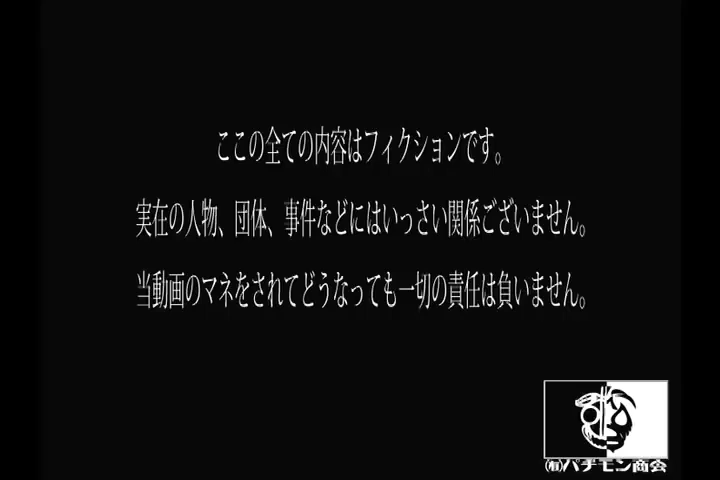 ここの全ての内容はフィクションです。
実在の人物、団体、事件などにはいっさい関係ございません。
当動画のマネをされてどうなっても一切の責任は負いません。
㈲パチモン商会